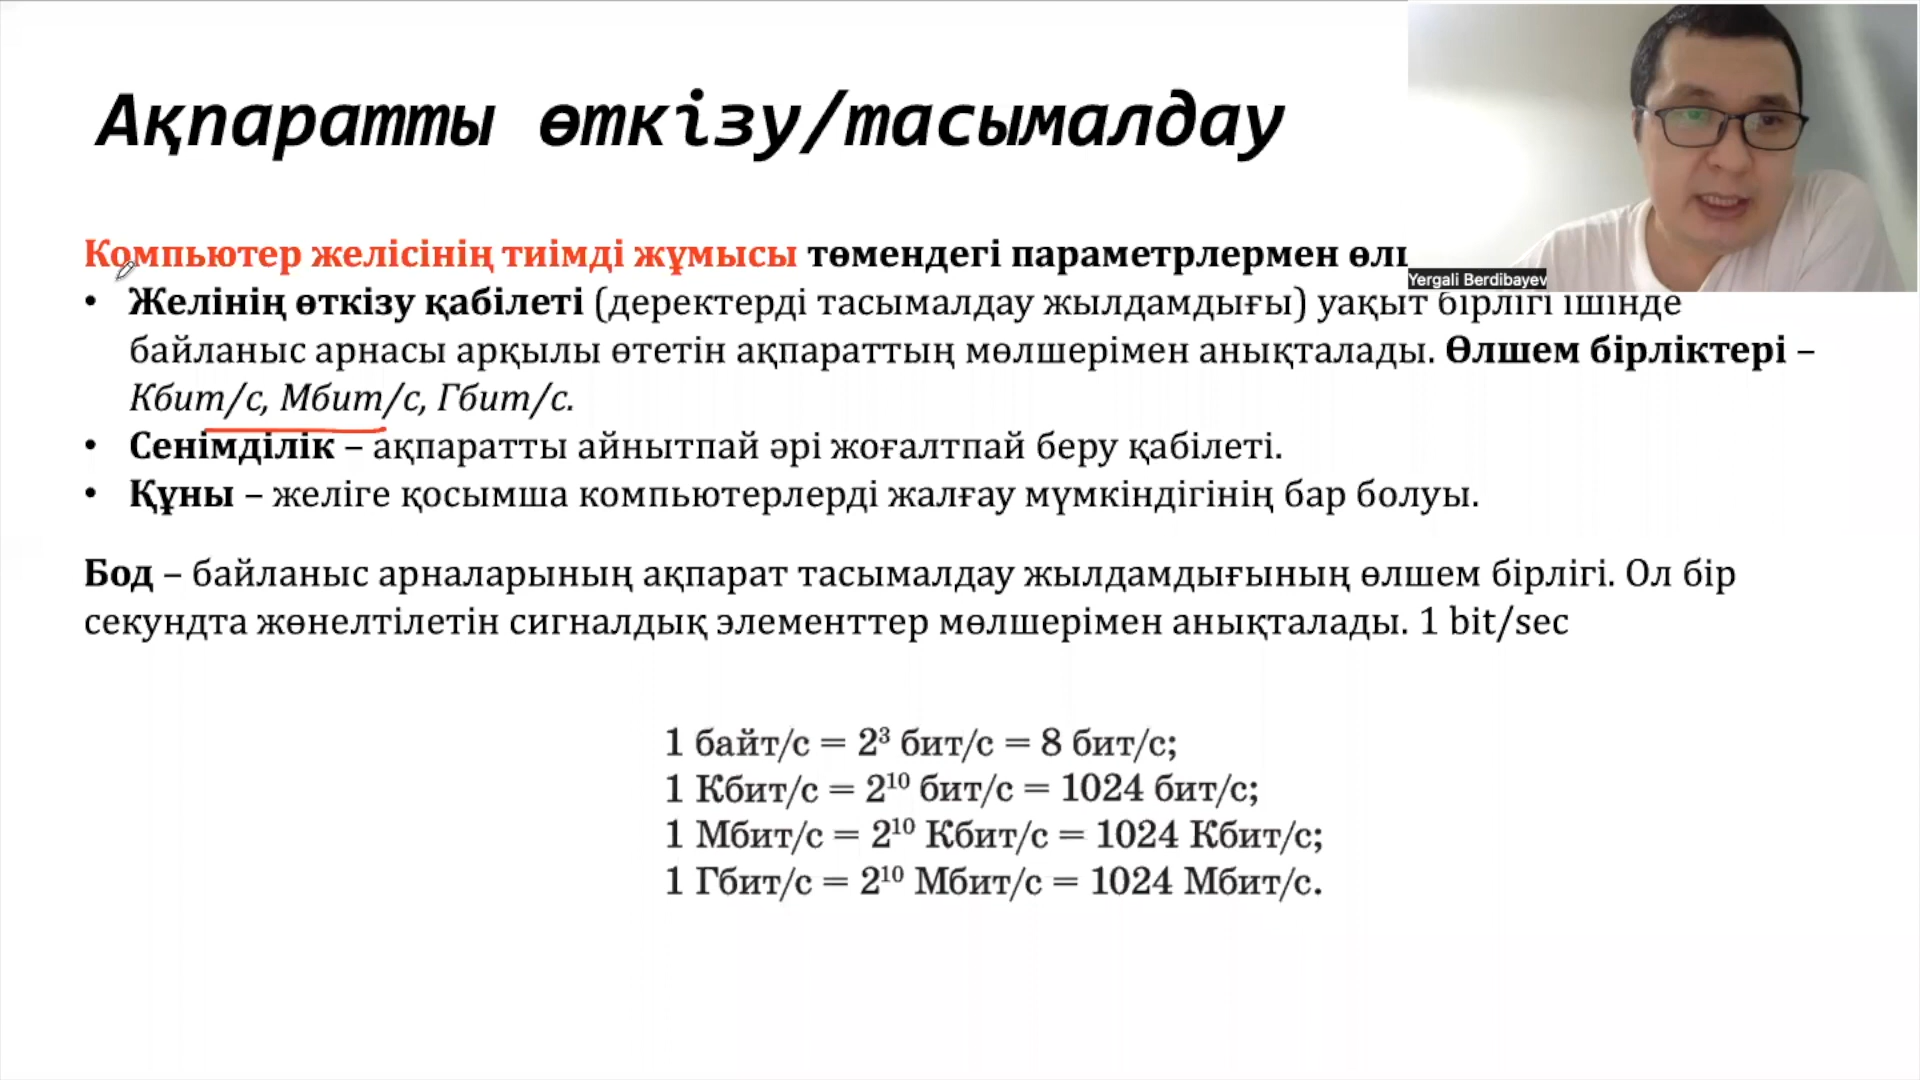 Ақпаратты өткізу/тасымалдау
Yergali Berdibayev
Компьютер желісінің тиімді жұмысы төмендегі параметрлермен
• Желінің өткізу қабілеті (деректерді тасымалдау жылдамдығы) уақыт бірлігі ішінде
байланыс арнасы арқылы өтетін ақпараттың мөлшерімен анықталады. Өлшем бірліктері –
Кбит/с, Мбит/с, Гбит/с.
• Сенімділік – ақпаратты айнытпай әрі жоғалтпай беру қабілеті.
• Құны – желіге қосымша компьютерлерді жалғау мүмкіндігінің бар болуы.
Бод – байланыс арналарының ақпарат тасымалдау жылдамдығының өлшем бірлігі. Ол бір
секундта жөнелтілетін сигналдық элементтер мөлшерімен анықталады. 1 bit/sec
1 байт/с = 2³ бит/с = 8 бит/с;
1 Кбит/с = 2¹⁰ бит/с = 1024 бит/с;
1 Мбит/с = 2¹⁰ Кбит/с = 1024 Кбит/с;
1 Гбит/с = 2¹⁰ Мбит/с = 1024 Мбит/с.